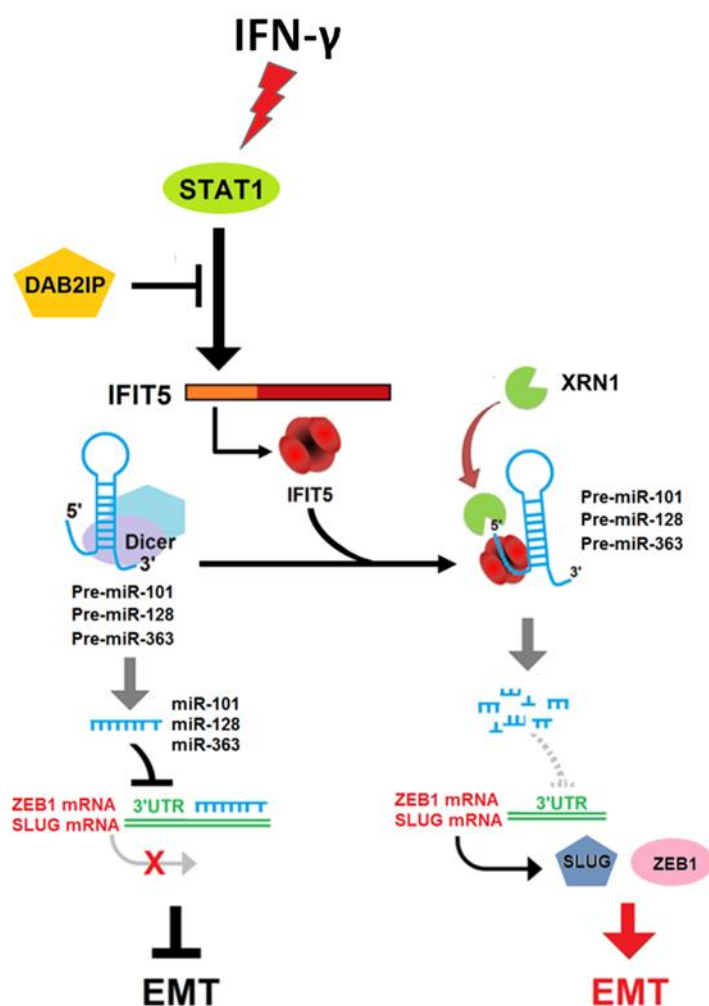 IFN-γ
STAT1
DAB2IP
IFIT5
XRN1
IFIT5
5'
Dicer
3'
Pre-miR-101
Pre-miR-128
Pre-miR-363
5'
3'
Pre-miR-101
Pre-miR-128
Pre-miR-363
miR-101
miR-128
miR-363
ZEB1 mRNA
SLUG mRNA
3'UTR
X
EMT
ZEB1 mRNA
SLUG mRNA
3'UTR
SLUG
ZEB1
EMT